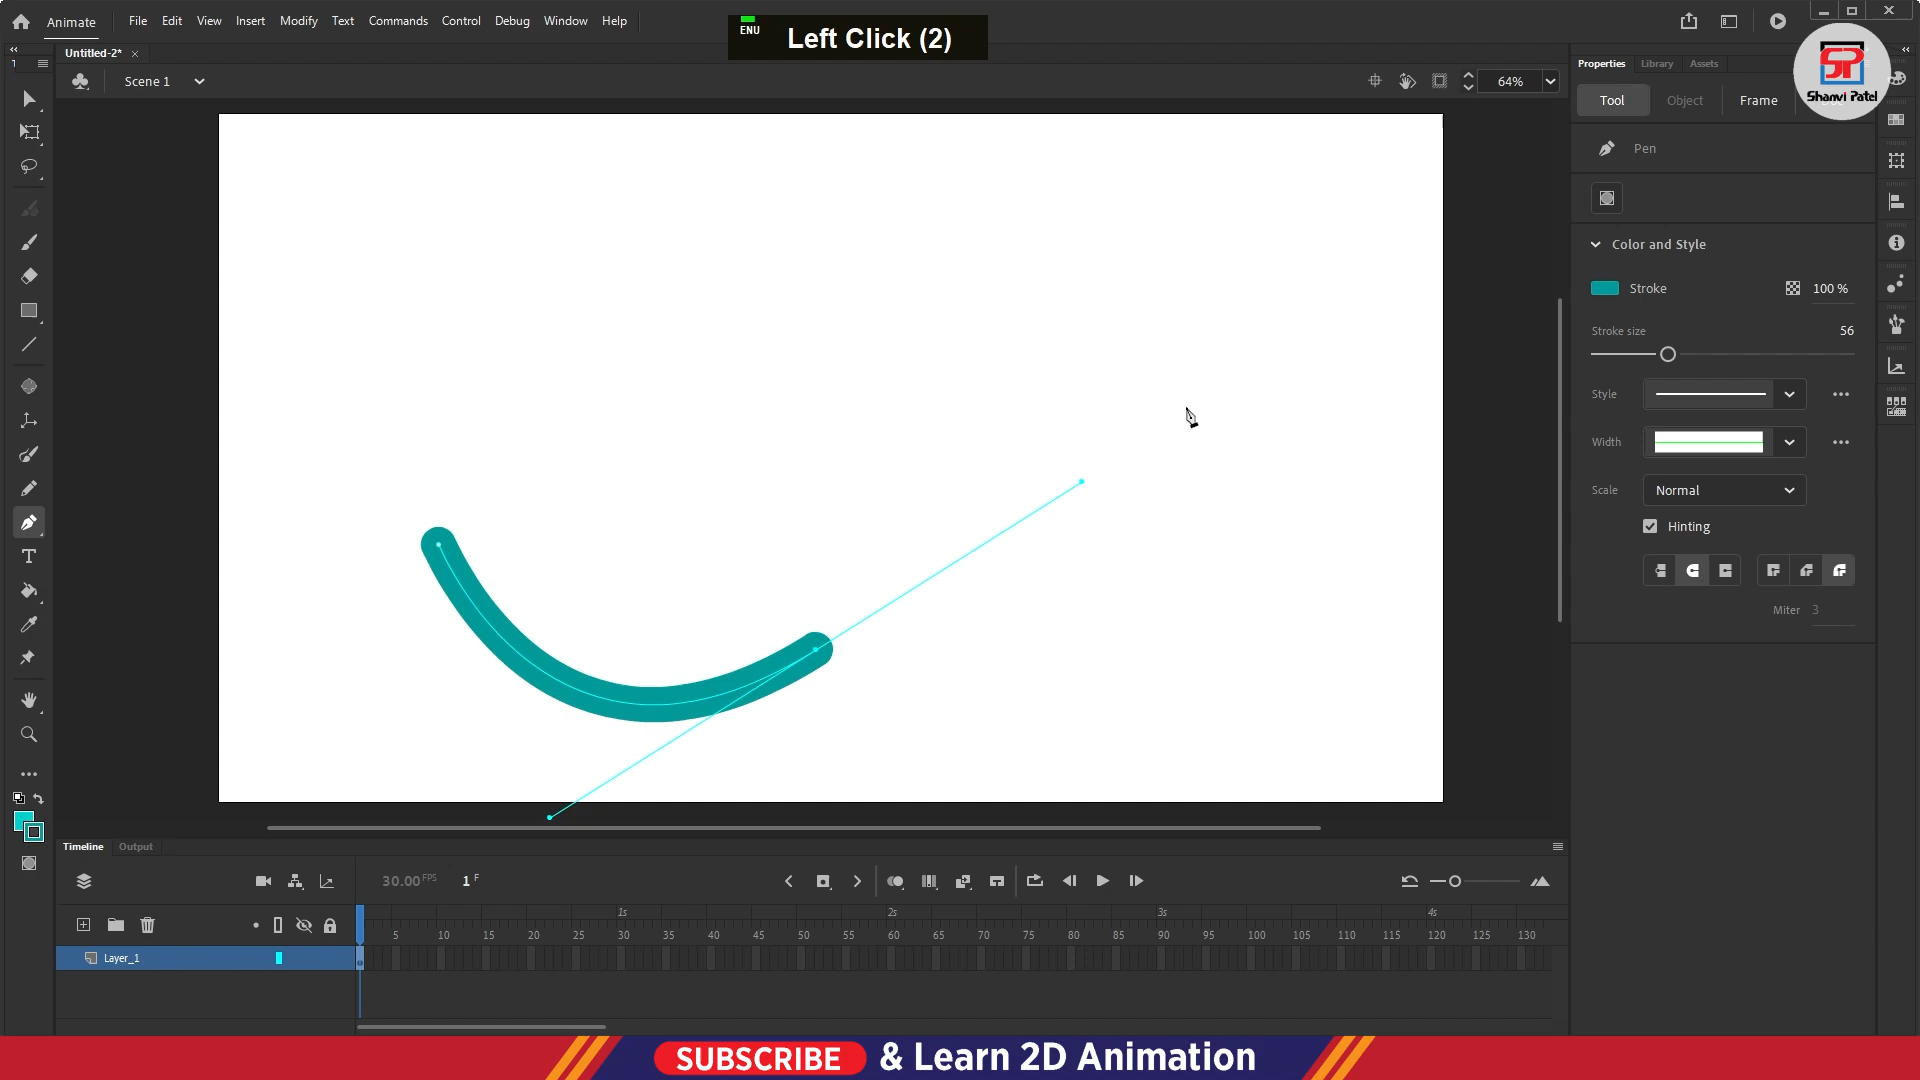 Animate File Edit View Insert Modify Text Commands Control Debug Window Help
ENU Left Click (2)
Untitled-2*
Scene 1
64%
Properties Library Assets
SP
Shanvi Patel
Tool Object Frame
Pen
Color and Style
Stroke 100 %
Stroke size 56
Style
Width
Scale Normal
Hinting
Miter 3
T
Timeline Output
30.00 FPS 1 F
1s 2s 3s 4s
5 10 15 20 25 30 35 40 45 50 55 60 65 70 75 80 85 90 95 100 105 110 115 120 125 130
Layer_1
SUBSCRIBE & Learn 2D Animation